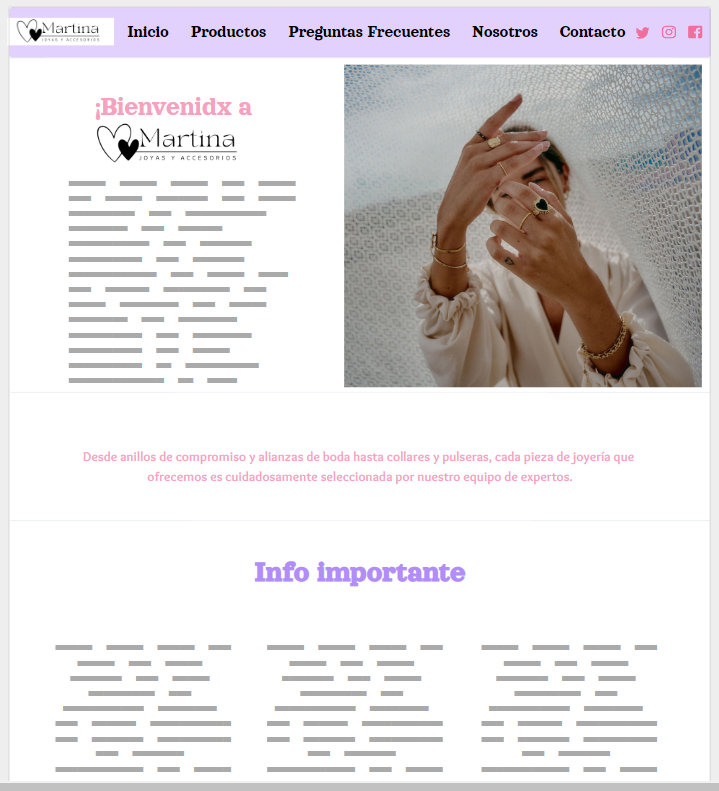 Martina
JOYAS Y ACCESORIOS
Inicio Productos Preguntas Frecuentes Nosotros Contacto
¡Bienvenidx a
Martina
JOYAS Y ACCESORIOS
Desde anillos de compromiso y alianzas de boda hasta collares y pulseras, cada pieza de joyería que
ofrecemos es cuidadosamente seleccionada por nuestro equipo de expertos.
Info importante